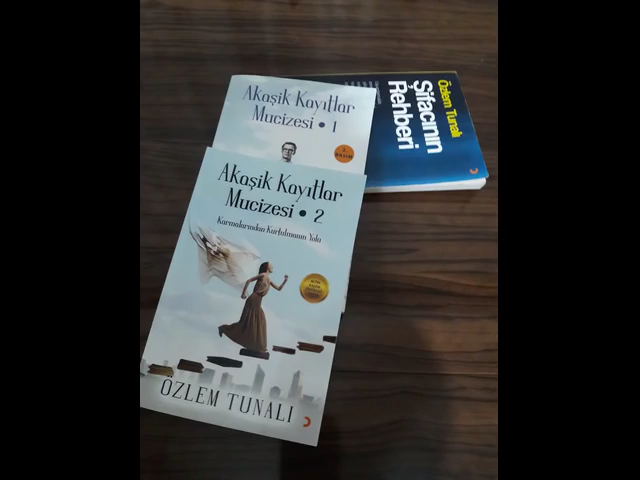 Akaşik Kayıtlar
Mucizesi • 1
Özlem Tunalı
Şifacının
Rehberi
Akaşik Kayıtlar
Mucizesi • 2
Karmalarından Kurtulmanın Yolu
ÖZLEM TUNALI